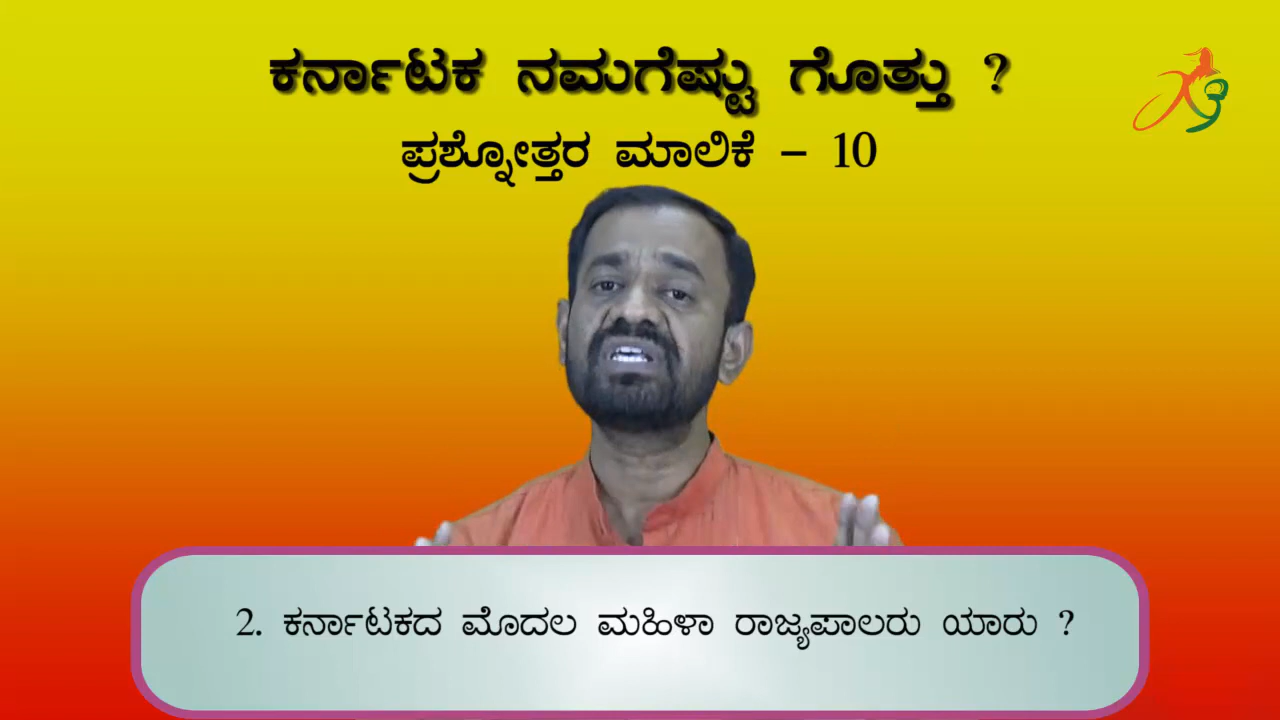 ಕರ್ನಾಟಕ ನಮಗೆಷ್ಟು ಗೊತ್ತು ?
ಪ್ರಶ್ನೋತ್ತರ ಮಾಲಿಕೆ – 10
2. ಕರ್ನಾಟಕದ ಮೊದಲ ಮಹಿಳಾ ರಾಜ್ಯಪಾಲರು ಯಾರು ?